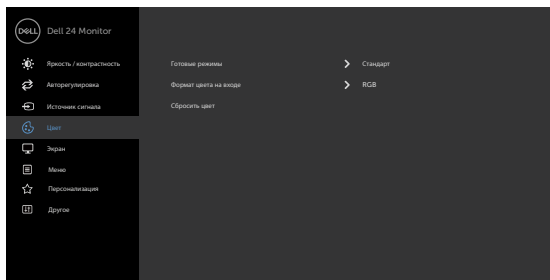 DELL Dell 24 Monitor
Яркость / контрастность
Готовые режимы
Стандарт
Авторегулировка
Формат цвета на входе
RGB
Источник сигнала
Сбросить цвет
Цвет
Экран
Меню
Персонализация
Другое